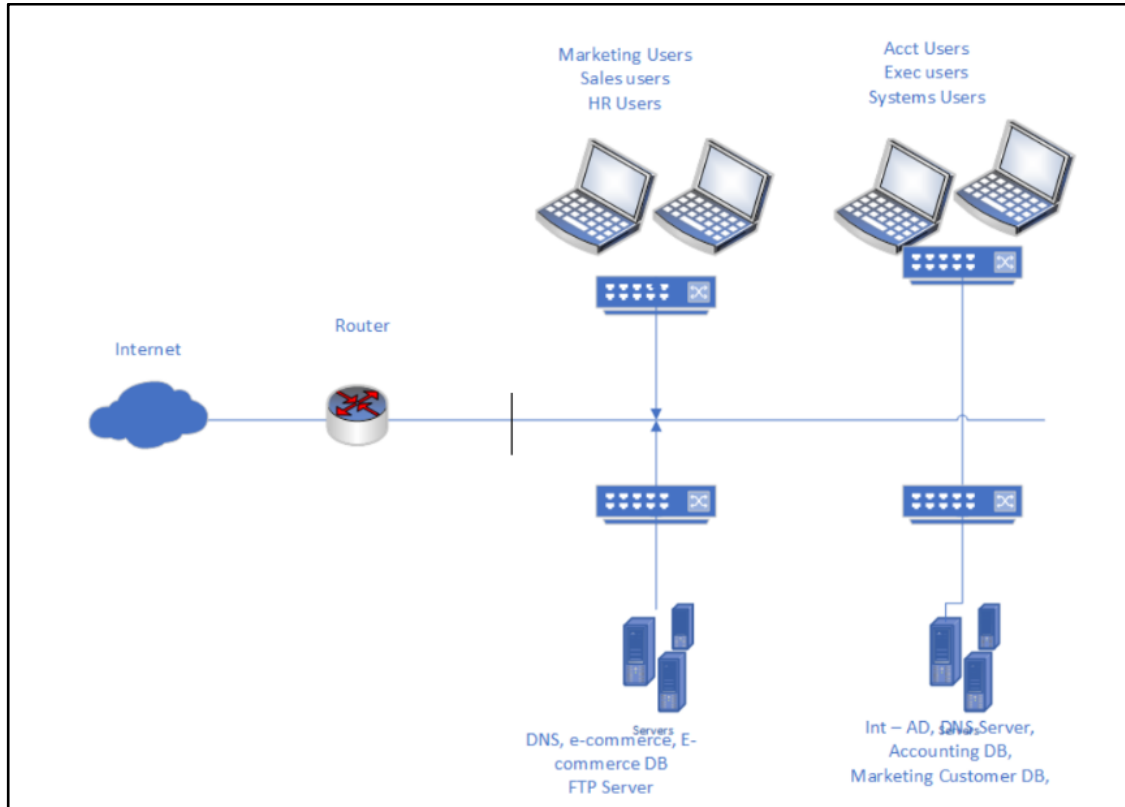 Marketing Users
Sales users
HR Users
Acct Users
Exec users
Systems Users
Router
Internet
Servers
DNS, e-commerce, E-
commerce DB
FTP Server
Servers
Int – AD, DNS Server,
Accounting DB,
Marketing Customer DB,